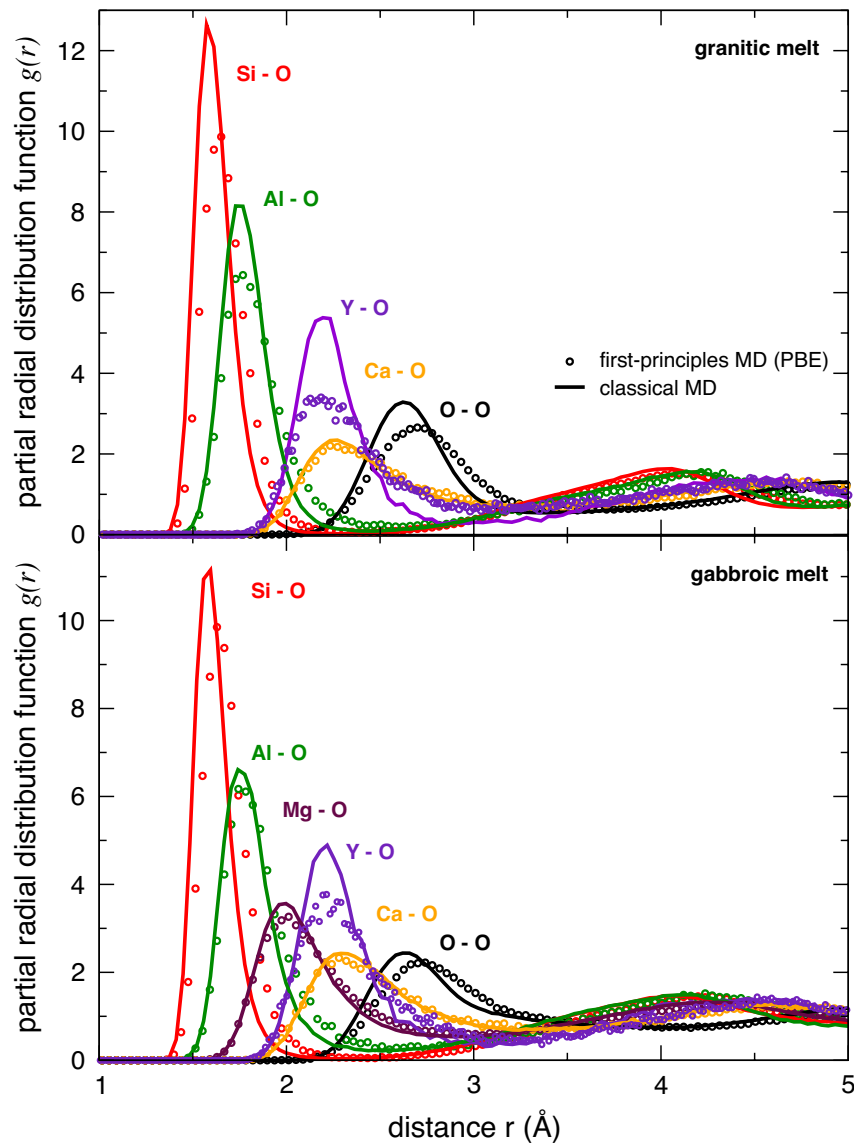 partial radial distribution function g(r)
12
10
8
6
4
2
0
granitic melt
Si - O
Al - O
Y - O
Ca - O
O - O
first-principles MD (PBE)
classical MD
partial radial distribution function g(r)
10
8
6
4
2
0
gabbroic melt
Si - O
Al - O
Mg - O
Y - O
Ca - O
O - O
1 2 3 4 5
distance r (Å)